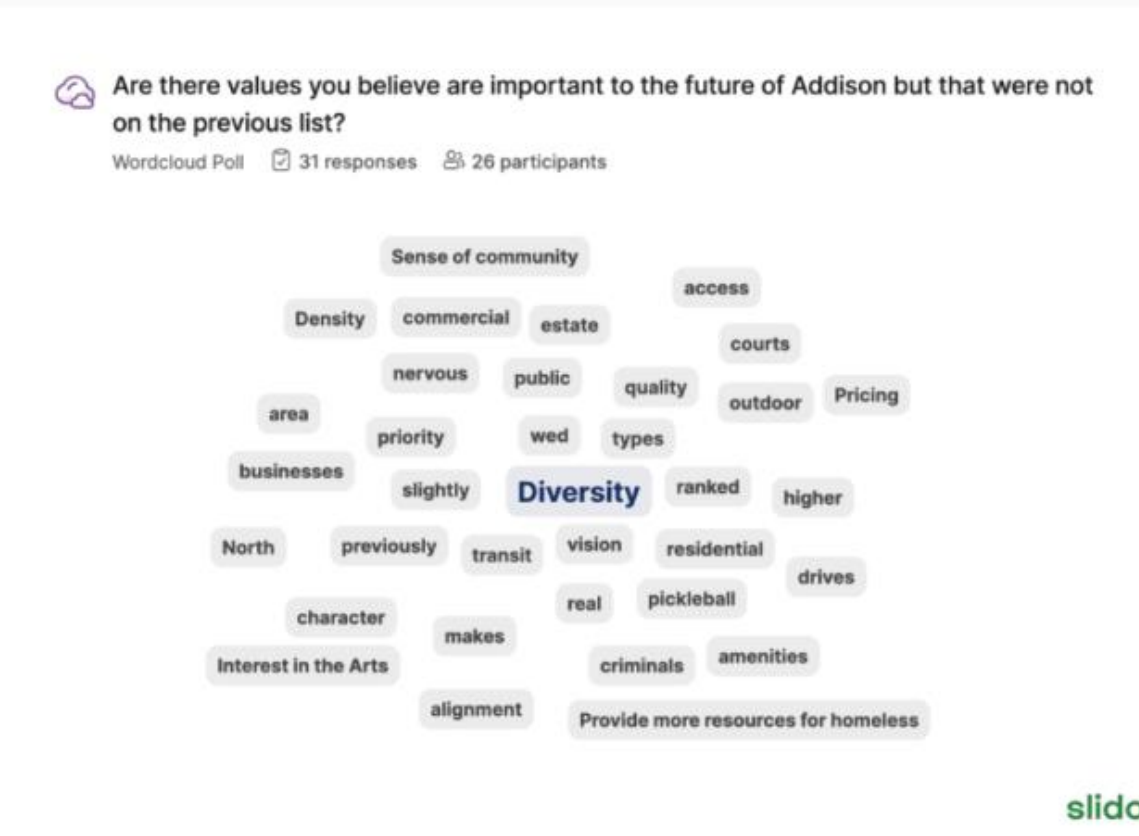 Are there values you believe are important to the future of Addison but that were not
on the previous list?
Wordcloud Poll 31 responses 26 participants
Sense of community
access
Density commercial estate
courts
nervous public quality outdoor Pricing
area
priority wed types
businesses slightly Diversity ranked higher
North previously transit vision residential
drives
real pickleball
character makes
Interest in the Arts criminals amenities
alignment Provide more resources for homeless
slido